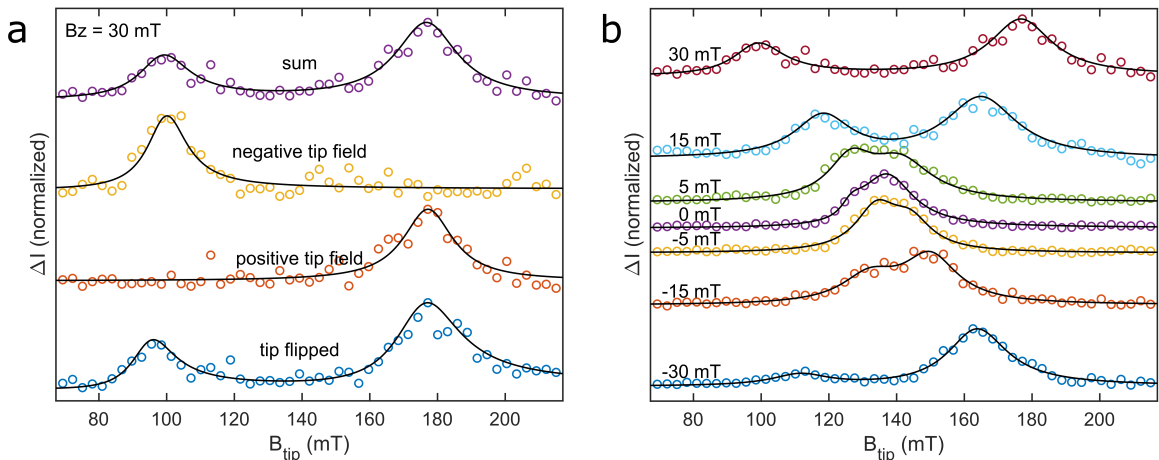 a
Bz = 30 mT
sum
negative tip field
positive tip field
tip flipped
ΔI (normalized)
80 100 120 140 160 180 200
B_tip (mT)
b
30 mT
15 mT
5 mT
0 mT
-5 mT
-15 mT
-30 mT
ΔI (normalized)
80 100 120 140 160 180 200
B_tip (mT)